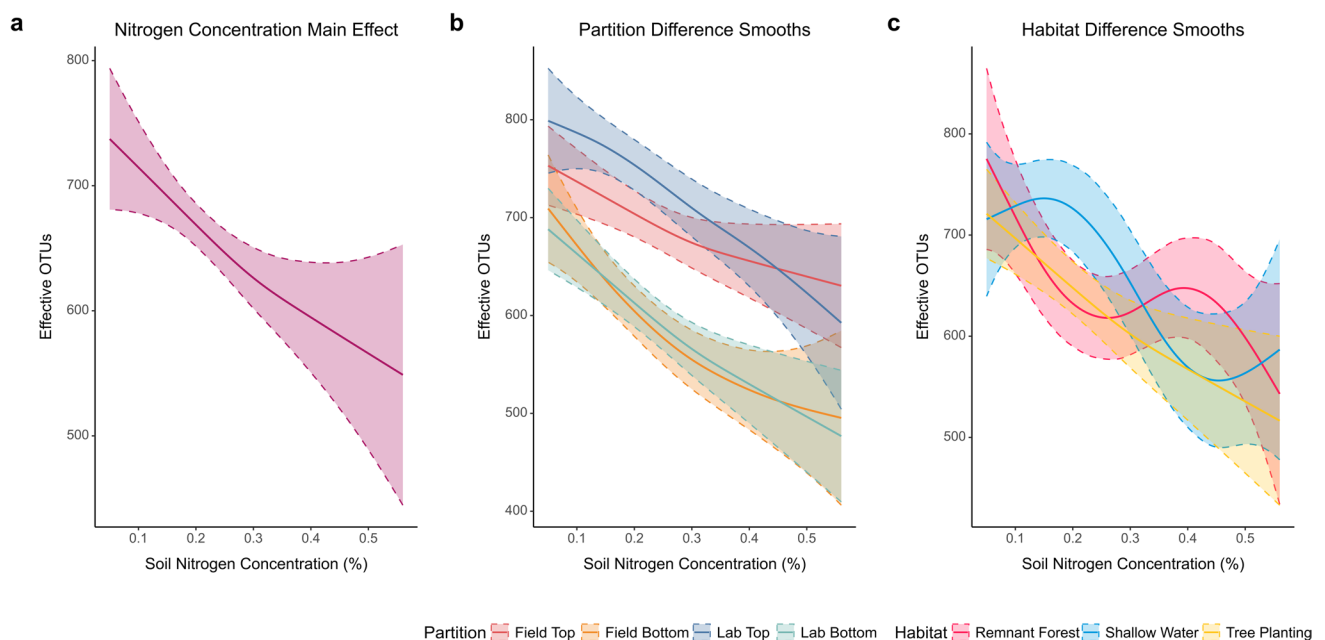 a
Nitrogen Concentration Main Effect
800
700
600
500
Effective OTUs
0.1 0.2 0.3 0.4 0.5
Soil Nitrogen Concentration (%)
b
Partition Difference Smooths
800
700
600
500
400
Effective OTUs
0.1 0.2 0.3 0.4 0.5
Soil Nitrogen Concentration (%)
c
Habitat Difference Smooths
800
700
600
500
Effective OTUs
0.1 0.2 0.3 0.4 0.5
Soil Nitrogen Concentration (%)
Partition Field Top Field Bottom Lab Top Lab Bottom
Habitat Remnant Forest Shallow Water Tree Planting